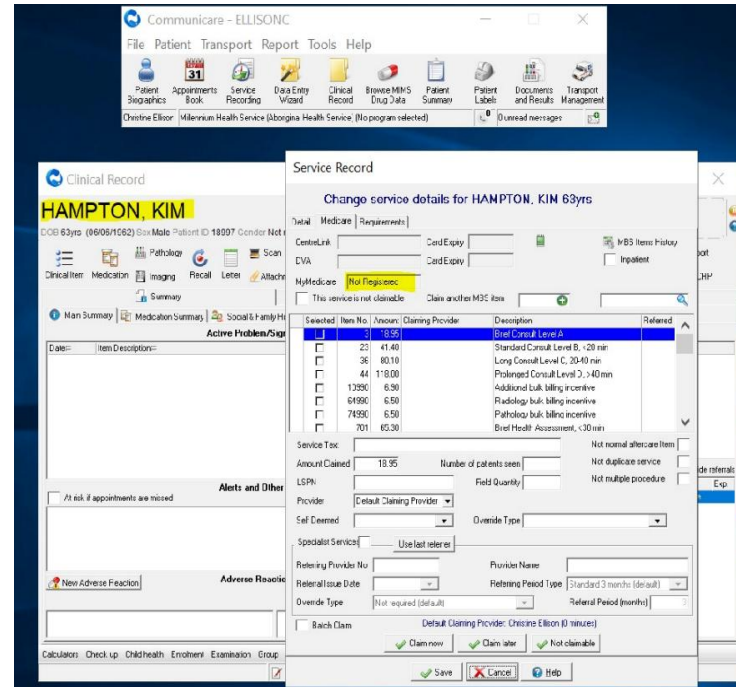 Communicare - ELLISONC
File Patient Transport Report Tools Help
31
Patient Biographics
Appointments Book
Service Recording
Data Entry Wizard
Clinical Record
Browse MIMS Drug Data
Patient Summary
Patient Labels
Documents and Results
Transport Management
Christine Ellison
Millennium Health Service (Aborigina Health Service)
(No program selected)
0
0 unread messages
Clinical Record
HAMPTON, KIM
DOB 63yrs (06/06/1962) Sex Male Patient ID 18997 Gender Not
Clinical Item
Medication
Pathology
Imaging
Recall
Letter
Scan
Summary
Main Summary
Medication Summary
Social & Family
Active Problem/Sig
Date
Item Description
Alerts and Other
At risk if appointments are missed
New Adverse Reaction
Adverse Reactio
Calculators Check up Child health Enrolment Examination Group
Service Record
Change service details for HAMPTON, KIM 63yrs
Detail Medicare Requirements
CentreLink
Card Expiry
MBS Items History
DVA
Card Expiry
Inpatient
MyMedicare
Not Registered
This service is not claimable
Claim another MBS item
Selected Item No. Amount Claiming Provider Description Referred
3 18.95 Brief Consult Level A
23 41.40 Standard Consult Level B, <20 min
36 80.10 Long Consult Level C, 20-40 min
44 118.00 Prolonged Consult Level D, >40 min
10990 6.90 Additional bulk billing incentive
64990 6.50 Radiology bulk billing incentive
74990 6.50 Pathology bulk billing incentive
701 65.30 Brief Health Assessment, <30 min
Service Text
Not normal aftercare Item
Amount Claimed 18.95
Number of patients seen
Not duplicate service
LSPN
Field Quantity
Not multiple procedure
Provider
Default Claiming Provider
Self Deemed
Override Type
Specialist Services
Use last referrer
Referring Provider No
Provider Name
Referral Issue Date
Referring Period Type
Standard 3 months (default)
Override Type
Not required (default)
Referral Period (months)
3
Batch Claim
Default Claiming Provider: Christine Ellison (0 minutes)
Claim now
Claim later
Not claimable
Save
Cancel
Help
ide referrals
Exp